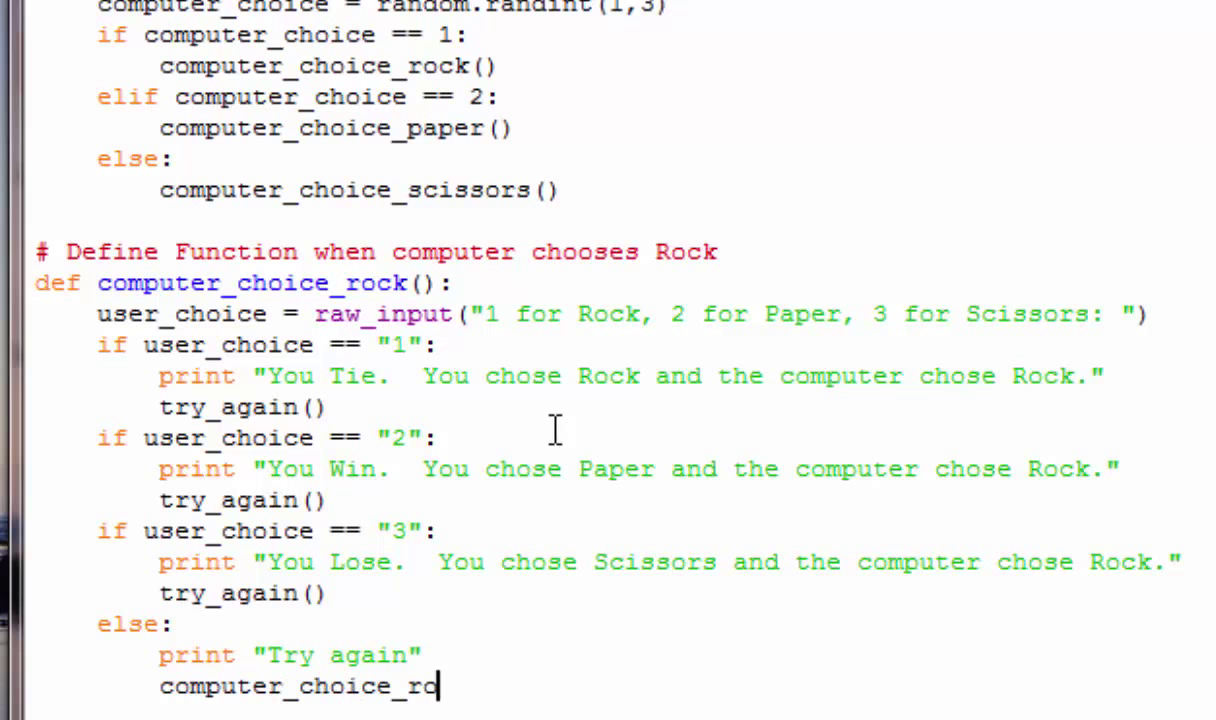 computer_choice = random.randint(1,3)
    if computer_choice == 1:
        computer_choice_rock()
    elif computer_choice == 2:
        computer_choice_paper()
    else:
        computer_choice_scissors()

# Define Function when computer chooses Rock
def computer_choice_rock():
    user_choice = raw_input("1 for Rock, 2 for Paper, 3 for Scissors: ")
    if user_choice == "1":
        print "You Tie.  You chose Rock and the computer chose Rock."
        try_again()
    if user_choice == "2":
        print "You Win.  You chose Paper and the computer chose Rock."
        try_again()
    if user_choice == "3":
        print "You Lose.  You chose Scissors and the computer chose Rock."
        try_again()
    else:
        print "Try again"
        computer_choice_ro